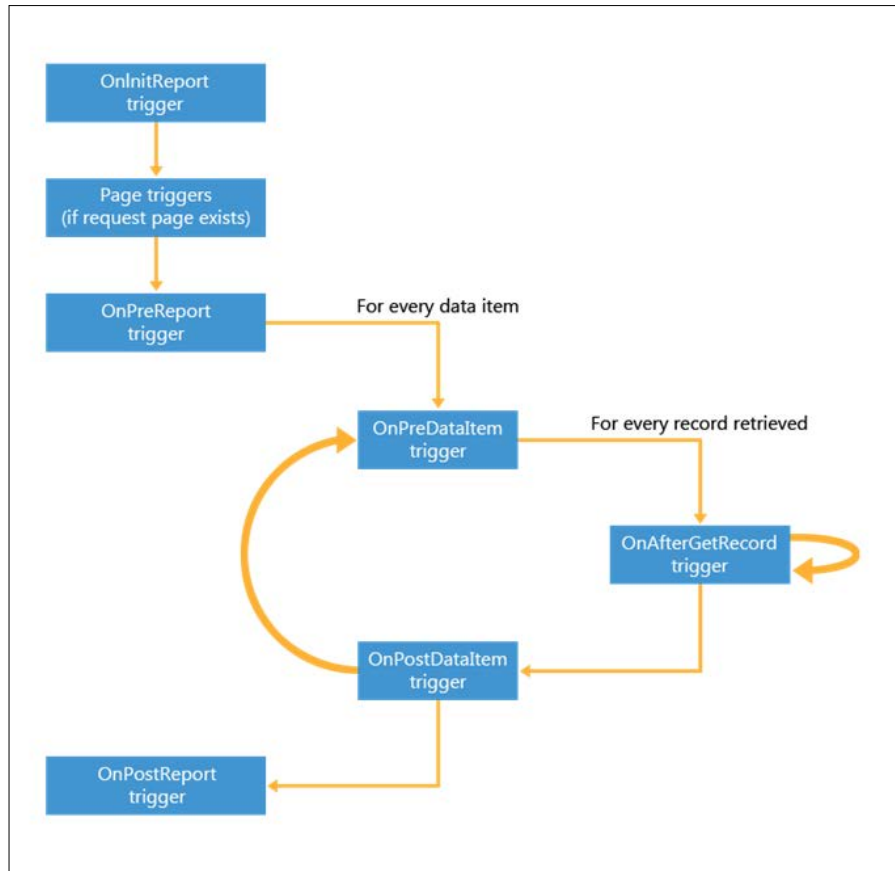 OnInitReport
trigger
Page triggers
(if request page exists)
OnPreReport
trigger
For every data item
OnPreDataItem
trigger
For every record retrieved
OnAfterGetRecord
trigger
OnPostDataItem
trigger
OnPostReport
trigger